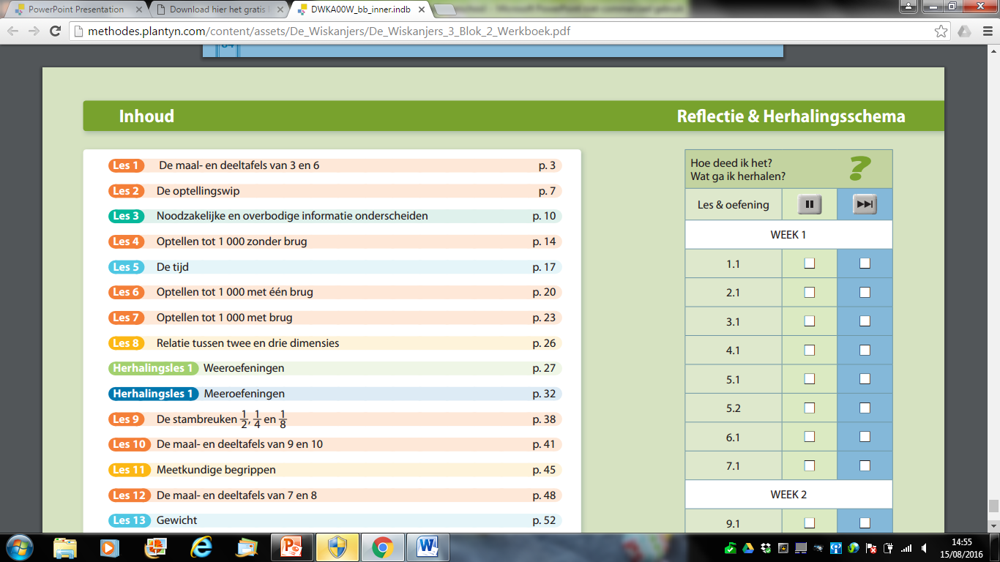 PowerPoint Presentation
Download hier het gratis
DWKA00W_bb_inner.indb
methodes.plantyn.com/content/assets/De_Wiskanjers/De_Wiskanjers_3_Blok_2_Werkboek.pdf
Inhoud
Reflectie & Herhalingsschema
Les 1 De maal- en deeltafels van 3 en 6 p. 3
Les 2 De optellingswip p. 7
Les 3 Noodzakelijke en overbodige informatie onderscheiden p. 10
Les 4 Optellen tot 1 000 zonder brug p. 14
Les 5 De tijd p. 17
Les 6 Optellen tot 1 000 met één brug p. 20
Les 7 Optellen tot 1 000 met brug p. 23
Les 8 Relatie tussen twee en drie dimensies p. 26
Herhalingsles 1 Weeroefeningen p. 27
Herhalingsles 1 Meeroefeningen p. 32
Les 9 De stambreuken 1/2, 1/4 en 1/8 p. 38
Les 10 De maal- en deeltafels van 9 en 10 p. 41
Les 11 Meetkundige begrippen p. 45
Les 12 De maal- en deeltafels van 7 en 8 p. 48
Les 13 Gewicht p. 52
Hoe deed ik het?
Wat ga ik herhalen?
?
Les & oefening
WEEK 1
1.1
2.1
3.1
4.1
5.1
5.2
6.1
7.1
WEEK 2
9.1
14:55
15/08/2016